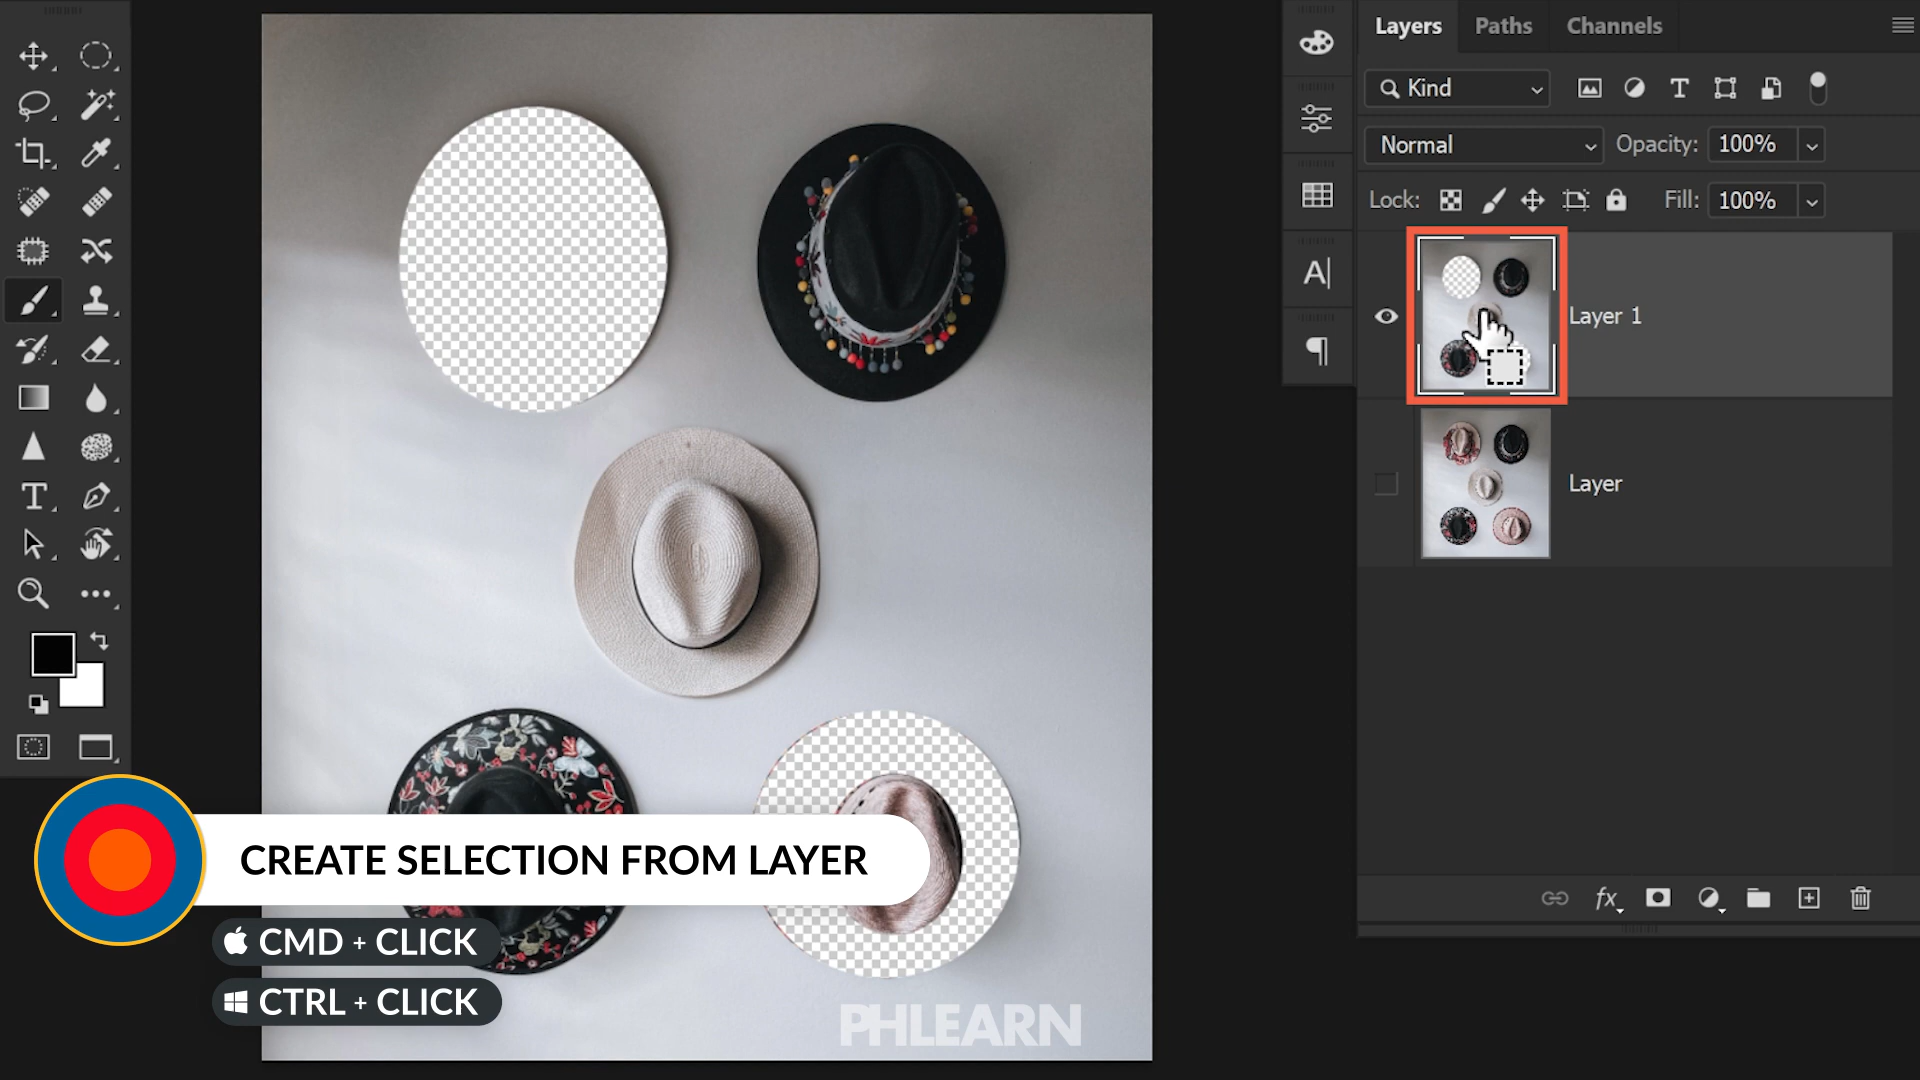 Layers Paths Channels
Kind
Normal Opacity: 100%
Lock: Fill: 100%
Layer 1
Layer
CREATE SELECTION FROM LAYER
CMD + CLICK
CTRL + CLICK
PHLEARN